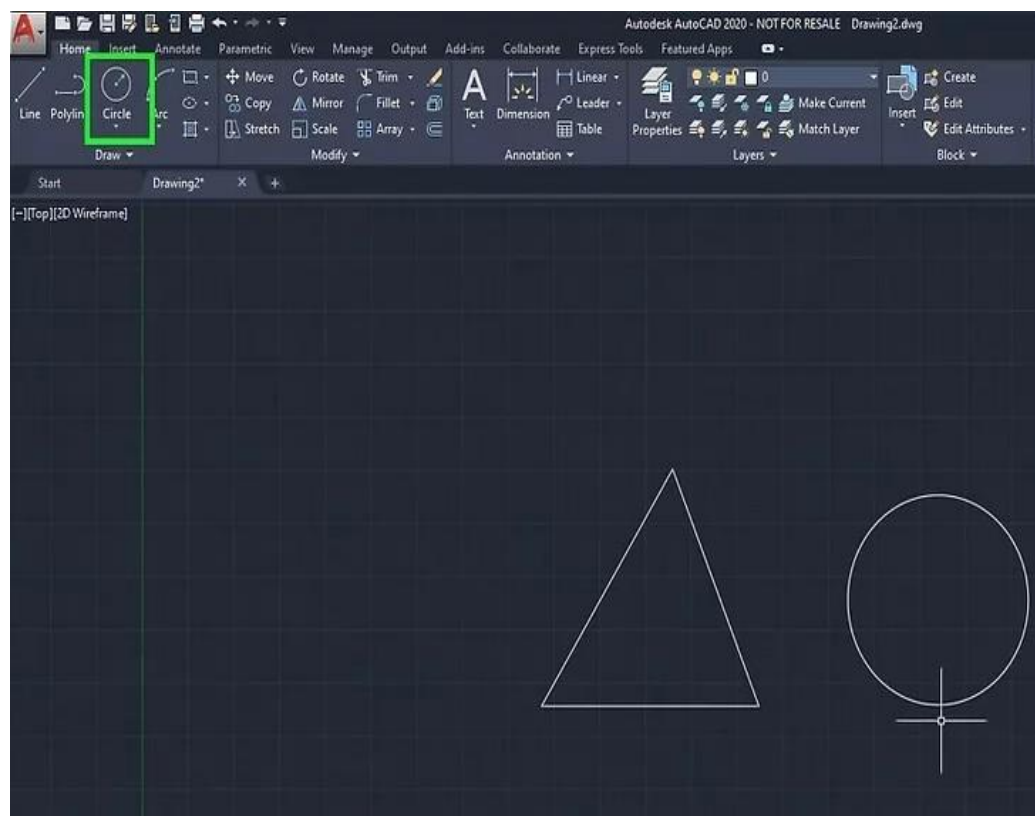 A
Autodesk AutoCAD 2020 - NOT FOR RESALE Drawing2.dwg
Home Insert Annotate Parametric View Manage Output Add-ins Collaborate Express Tools Featured Apps
Move Rotate Trim Linear 0 Create
Line Polylin Circle Arc Copy Mirror Fillet A Text Dimension Leader Layer Properties Make Current Insert Edit
Stretch Scale Array Table Match Layer Edit Attributes
Draw Modify Annotation Layers Block
Start Drawing2* X +
[−][Top][2D Wireframe]